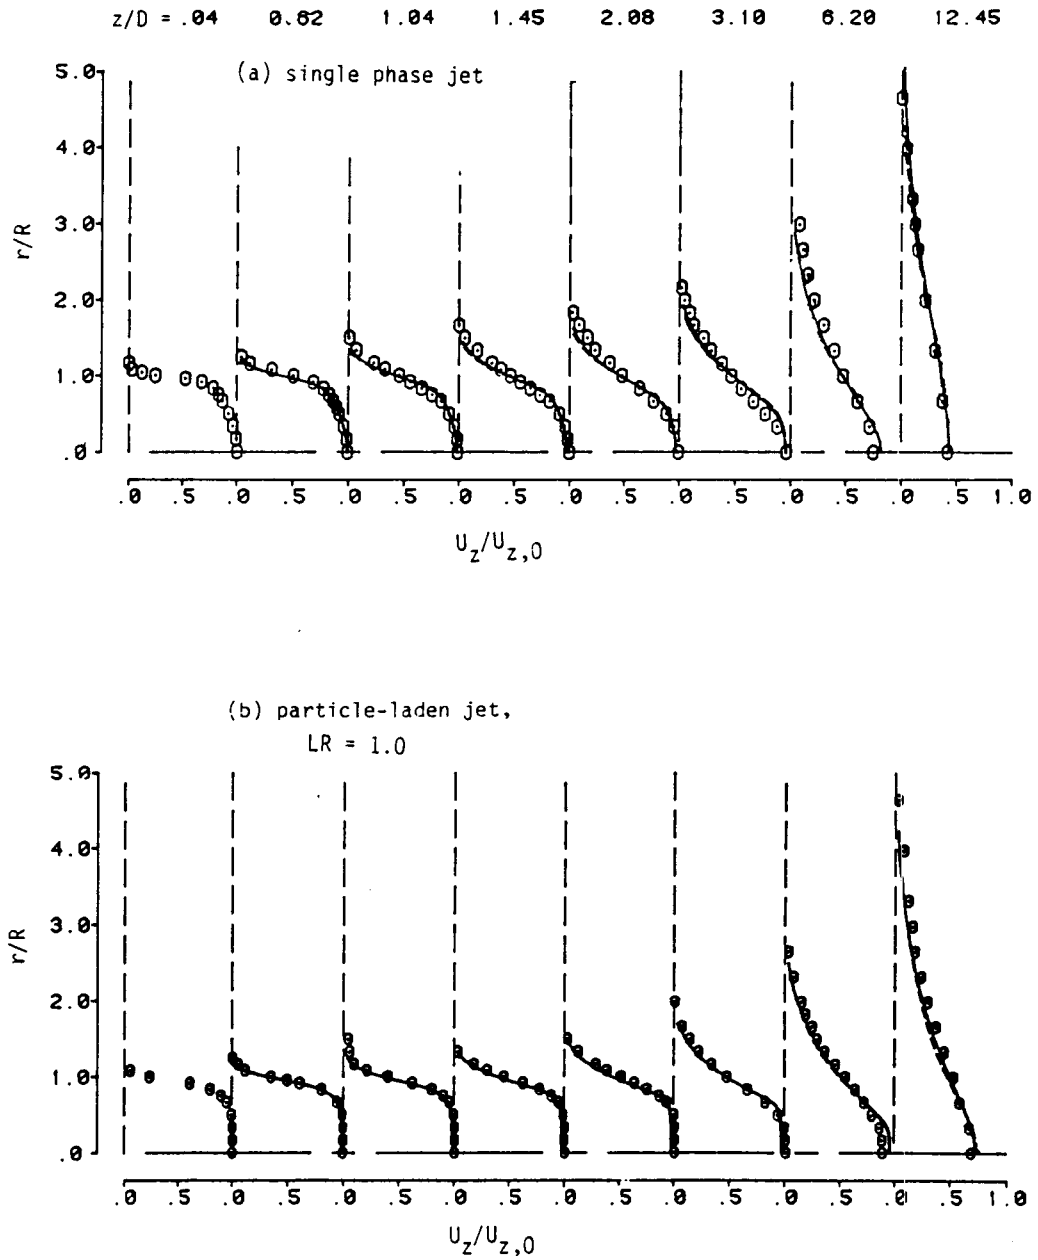 z/D = .04 0.62 1.04 1.45 2.08 3.10 6.20 12.45
(a) single phase jet
5.0
4.0
3.0
2.0
1.0
.0
r/R
.0 .5 .0 .5 .0 .5 .0 .5 .0 .5 .0 .5 .0 .5 .0 .5 1.0
U_z/U_z,0
(b) particle-laden jet,
LR = 1.0
5.0
4.0
3.0
2.0
1.0
.0
r/R
.0 .5 .0 .5 .0 .5 .0 .5 .0 .5 .0 .5 .0 .5 .0 .5 1.0
U_z/U_z,0